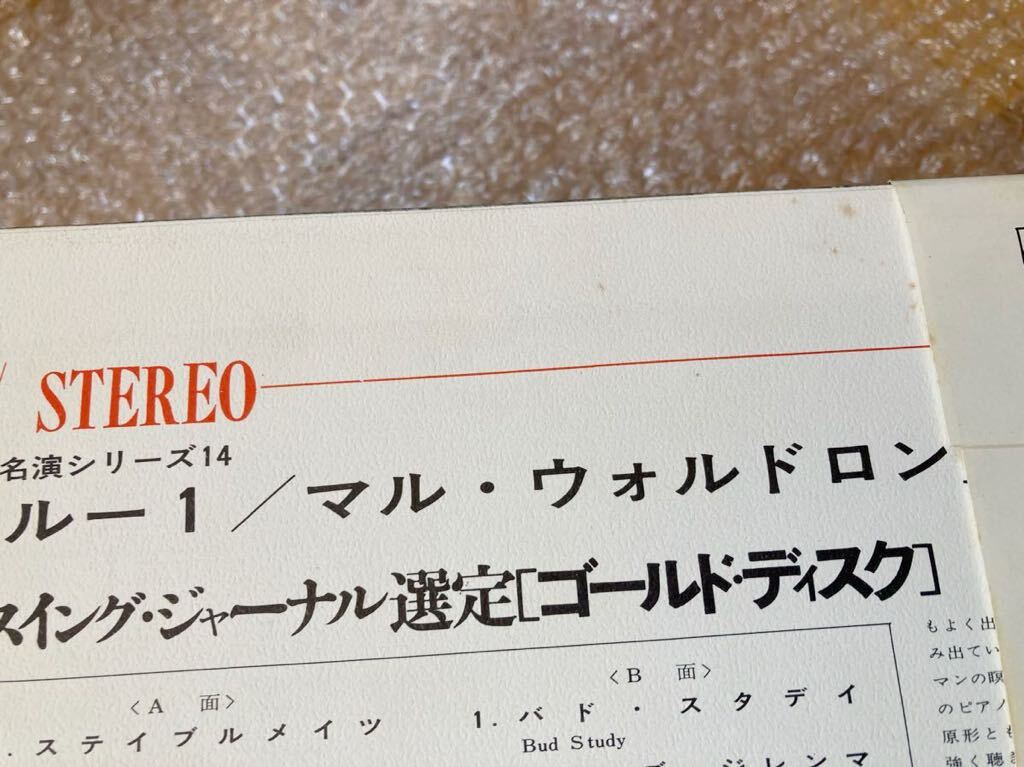 STEREO
名演シリーズ14
ルー1／マル・ウォルドロン
スイング・ジャーナル選定[ゴールド・ディスク]
〈A 面〉
. ステイブルメイツ
〈B 面〉
1. バド・スタデイ
Bud Study
ジレンマ
もよく出
み出てい
マンの瞑
のピアノ
原形とも
強く聴